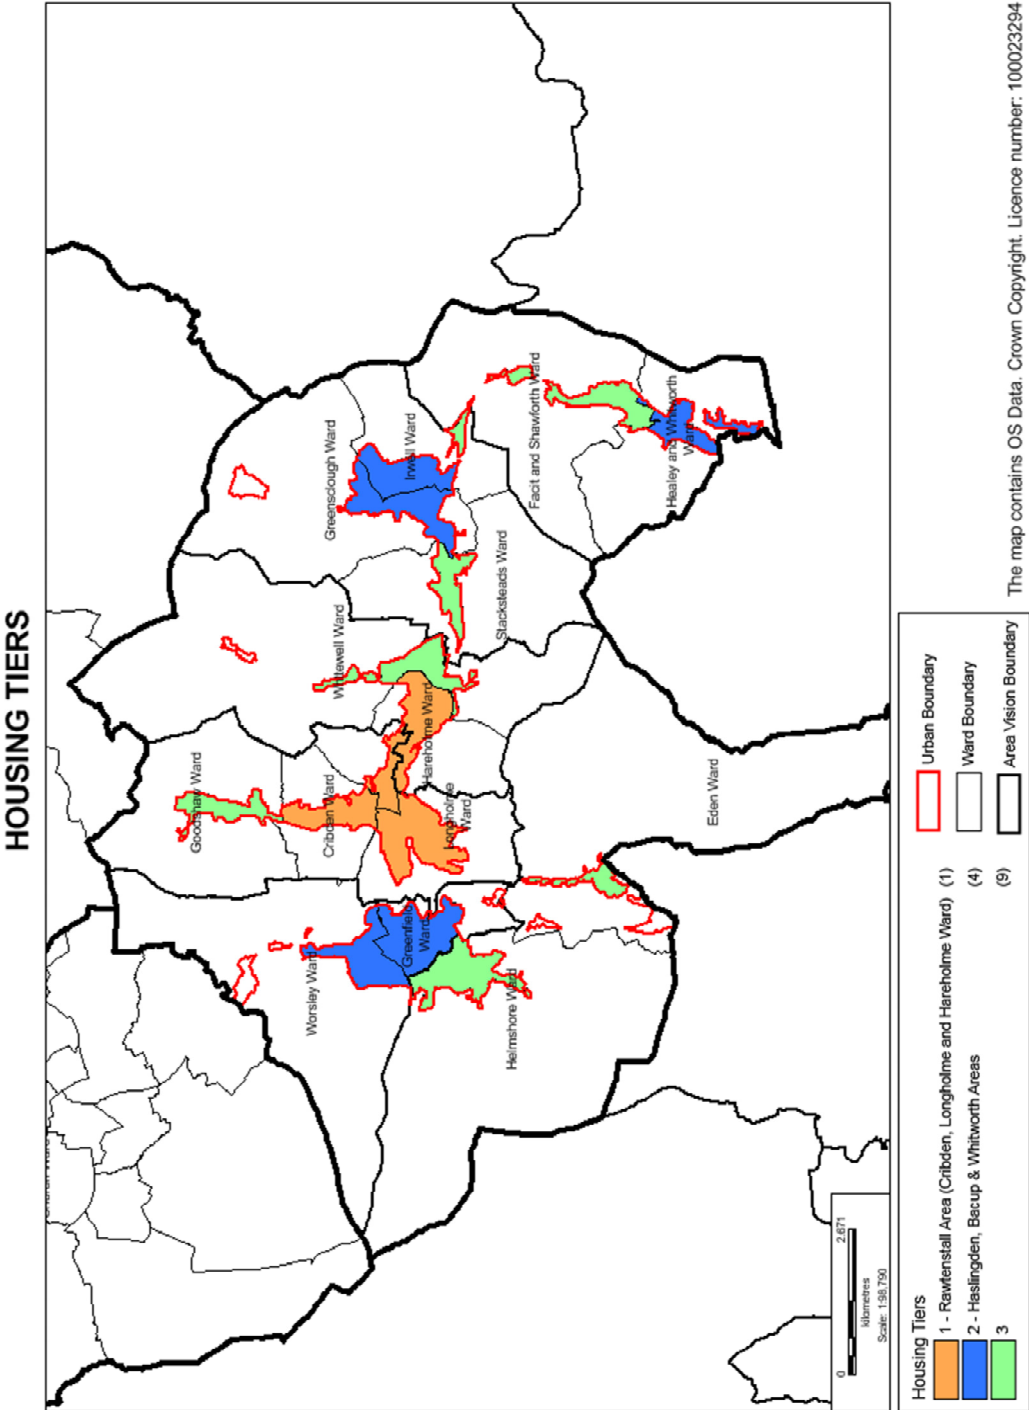 HOUSING TIERS
Goodshaw Ward
Whitewell Ward
Greensclough Ward
Irwell Ward
Worsley Ward
Cribden Ward
Greenfield
Ward
Hareholme Ward
Longholme
Ward
Stacksteads Ward
Facit and Shawforth Ward
Helmshore Ward
Healey and Whitworth
Ward
Eden Ward
0 2.671
kilometres
Scale: 1:98,790
Housing Tiers
1 - Rawtenstall Area (Cribden, Longholme and Hareholme Ward) (1)
2 - Haslingden, Bacup & Whitworth Areas (4)
3 (9)
Urban Boundary
Ward Boundary
Area Vision Boundary
The map contains OS Data. Crown Copyright. Licence number: 100023294